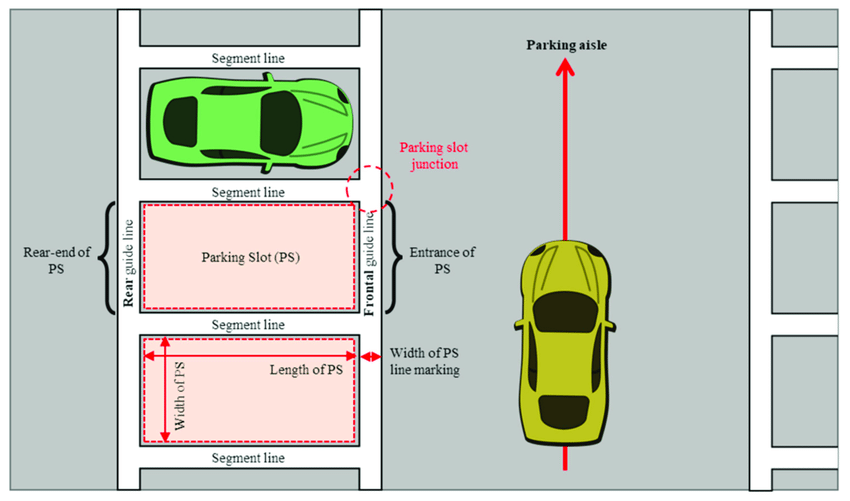 Parking aisle
Segment line
Parking slot
junction
Segment line
Rear-end of
PS
Rear guide line
Parking Slot (PS)
Frontal guide line
Entrance of
PS
Segment line
Width of PS
Length of PS
Width of PS
line marking
Segment line